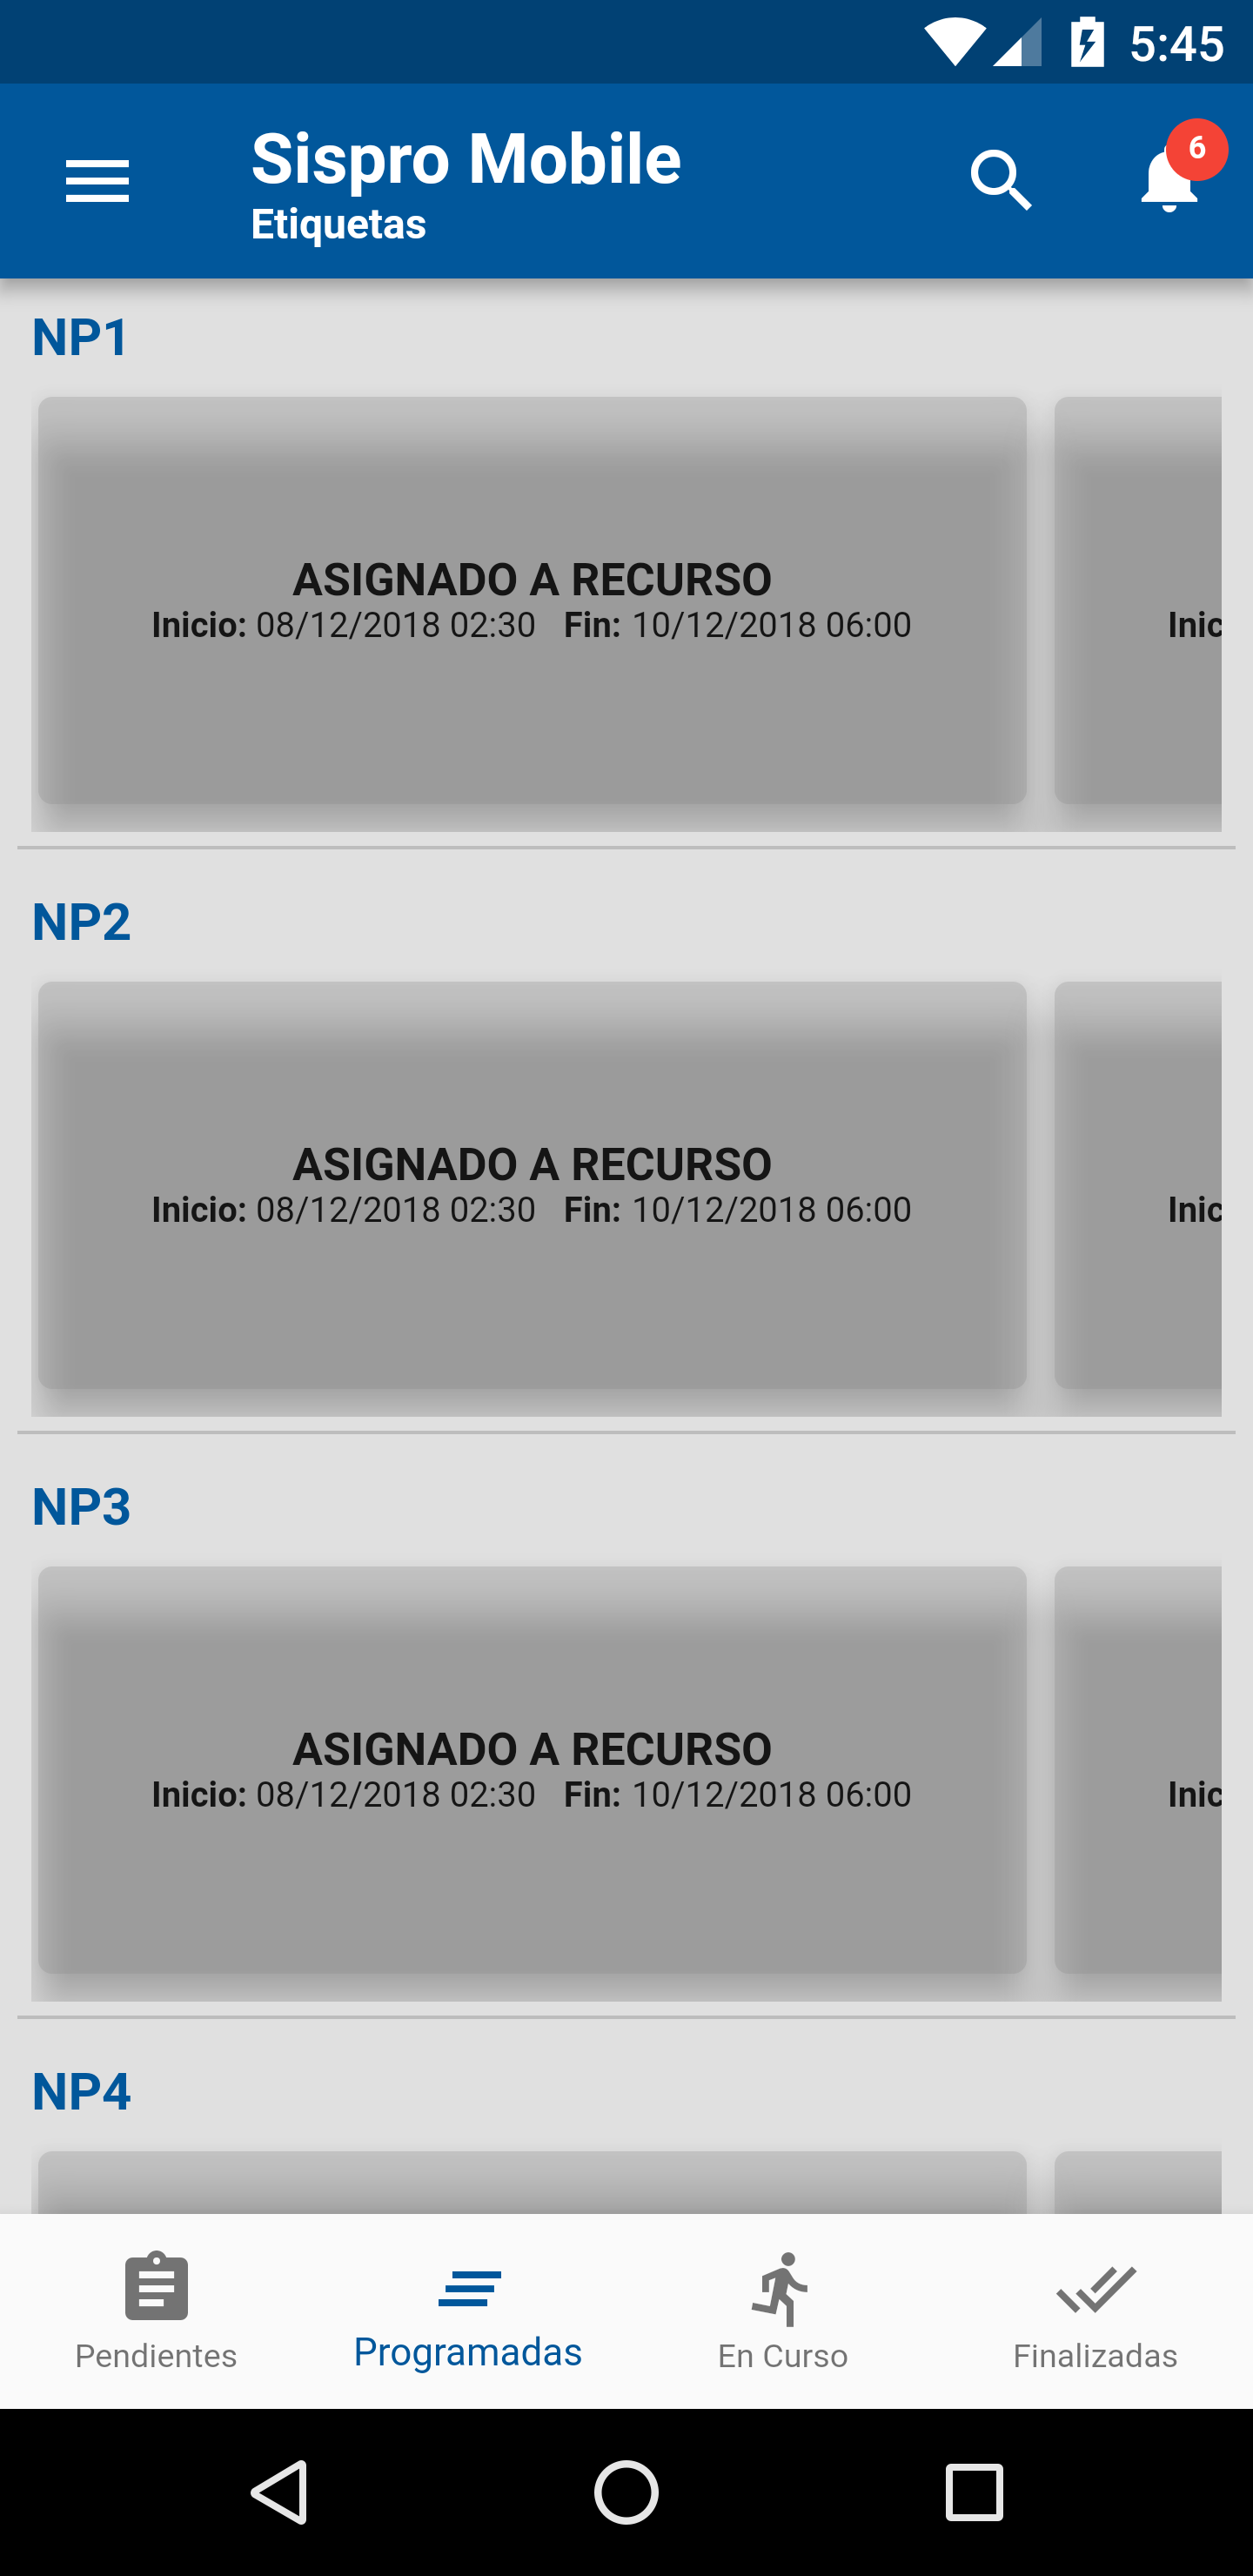 5:45
Sispro Mobile
6
Etiquetas
NP1
ASIGNADO A RECURSO
Inicio: 08/12/2018 02:30 Fin: 10/12/2018 06:00
Inic
NP2
ASIGNADO A RECURSO
Inicio: 08/12/2018 02:30 Fin: 10/12/2018 06:00
Inic
NP3
ASIGNADO A RECURSO
Inicio: 08/12/2018 02:30 Fin: 10/12/2018 06:00
Inic
NP4
Pendientes
Programadas
En Curso
Finalizadas